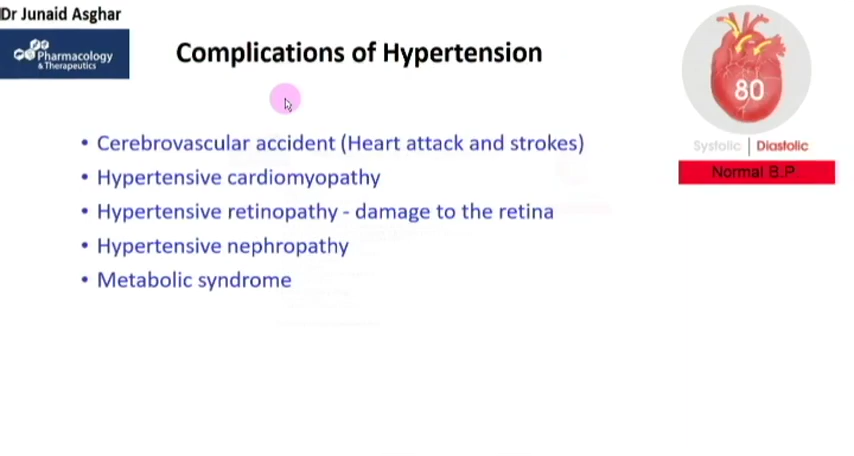 Dr Junaid Asghar
Pharmacology
& Therapeutics
Complications of Hypertension
80
Systolic | Diastolic
Normal B.P.
• Cerebrovascular accident (Heart attack and strokes)
• Hypertensive cardiomyopathy
• Hypertensive retinopathy - damage to the retina
• Hypertensive nephropathy
• Metabolic syndrome